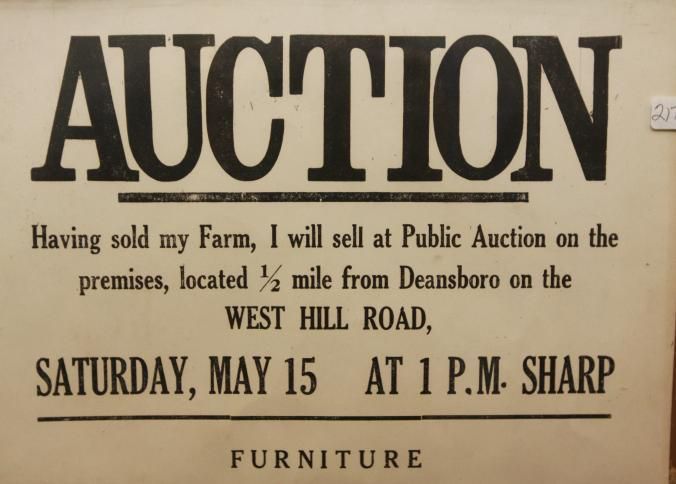 AUCTION
Having sold my Farm, I will sell at Public Auction on the
premises, located ½ mile from Deansboro on the
WEST HILL ROAD,
SATURDAY, MAY 15 AT 1 P.M. SHARP
FURNITURE